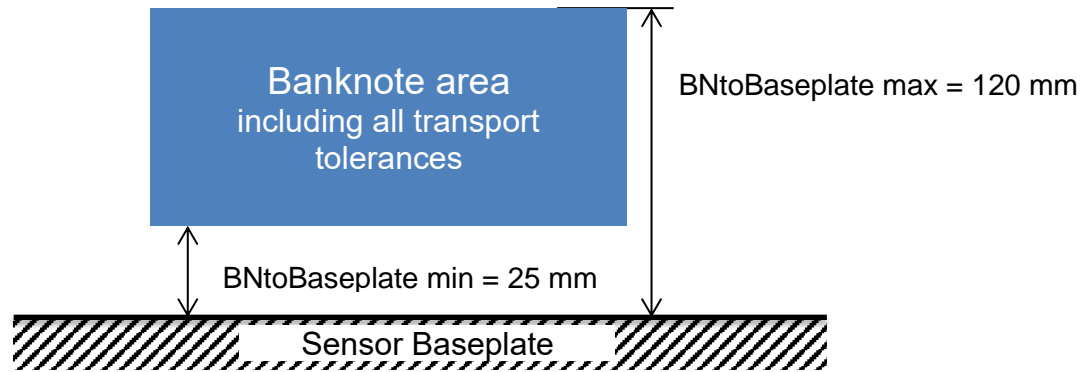 Banknote area
including all transport
tolerances
BNtoBaseplate max = 120 mm
BNtoBaseplate min = 25 mm
Sensor Baseplate